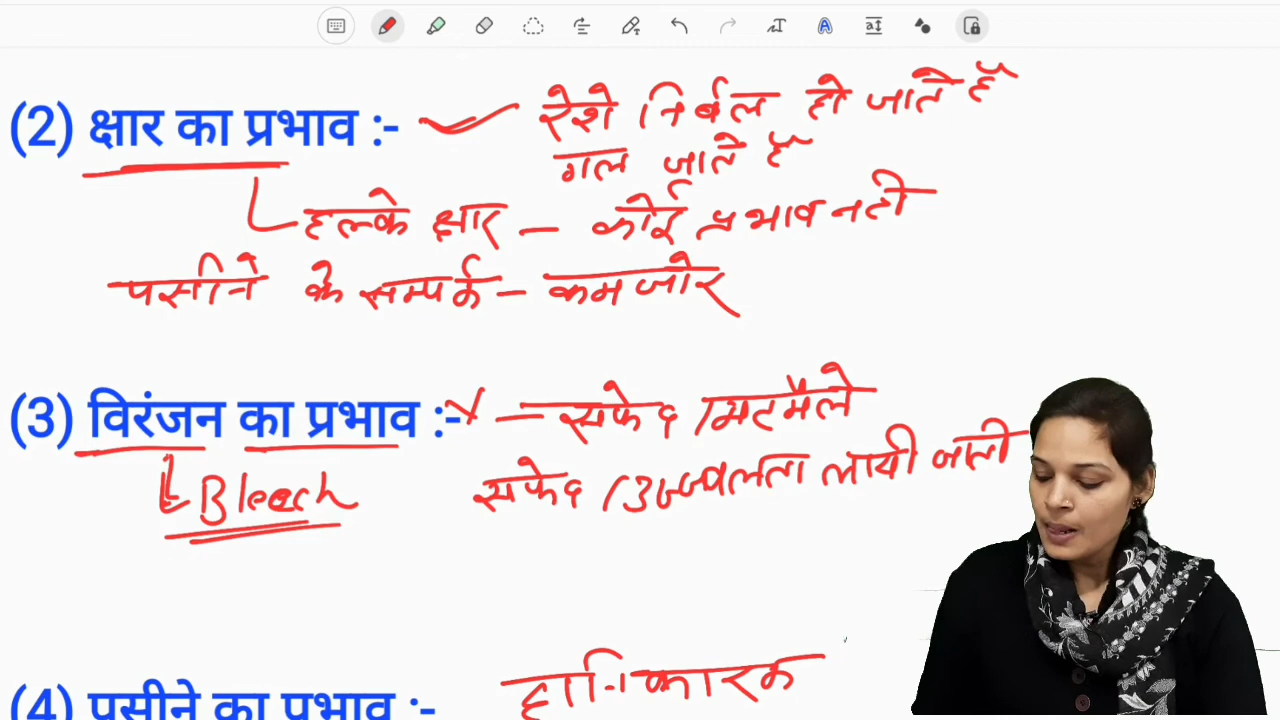 (2) क्षार का प्रभाव :- रेशे निर्बल हो जाते हैं
गल जाते हैं
हल्के क्षार – कोई प्रभाव नही
पसीने के सम्पर्क – कमजोर
(3) विरंजन का प्रभाव :- – सफेद / मटमैले
Bleach सफेद / उज्ज्वलता लायी जाती
(4) पसीने का प्रभाव :- हानिकारक